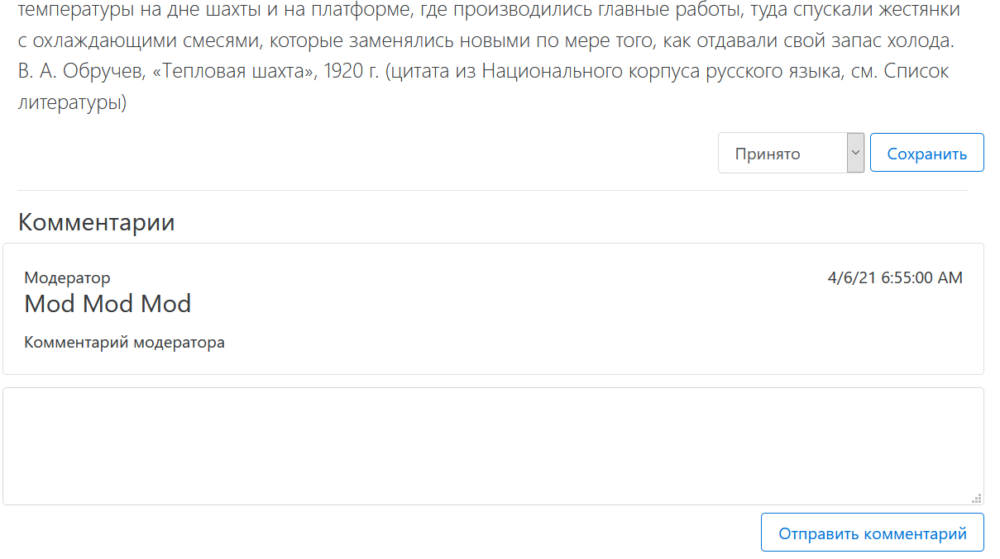 температуры на дне шахты и на платформе, где производились главные работы, туда спускали жестянки
с охлаждающими смесями, которые заменялись новыми по мере того, как отдавали свой запас холода.
В. А. Обручев, «Тепловая шахта», 1920 г. (цитата из Национального корпуса русского языка, см. Список
литературы)
Принято
Сохранить
Комментарии
Модератор
4/6/21 6:55:00 AM
Mod Mod Mod
Комментарий модератора
Отправить комментарий